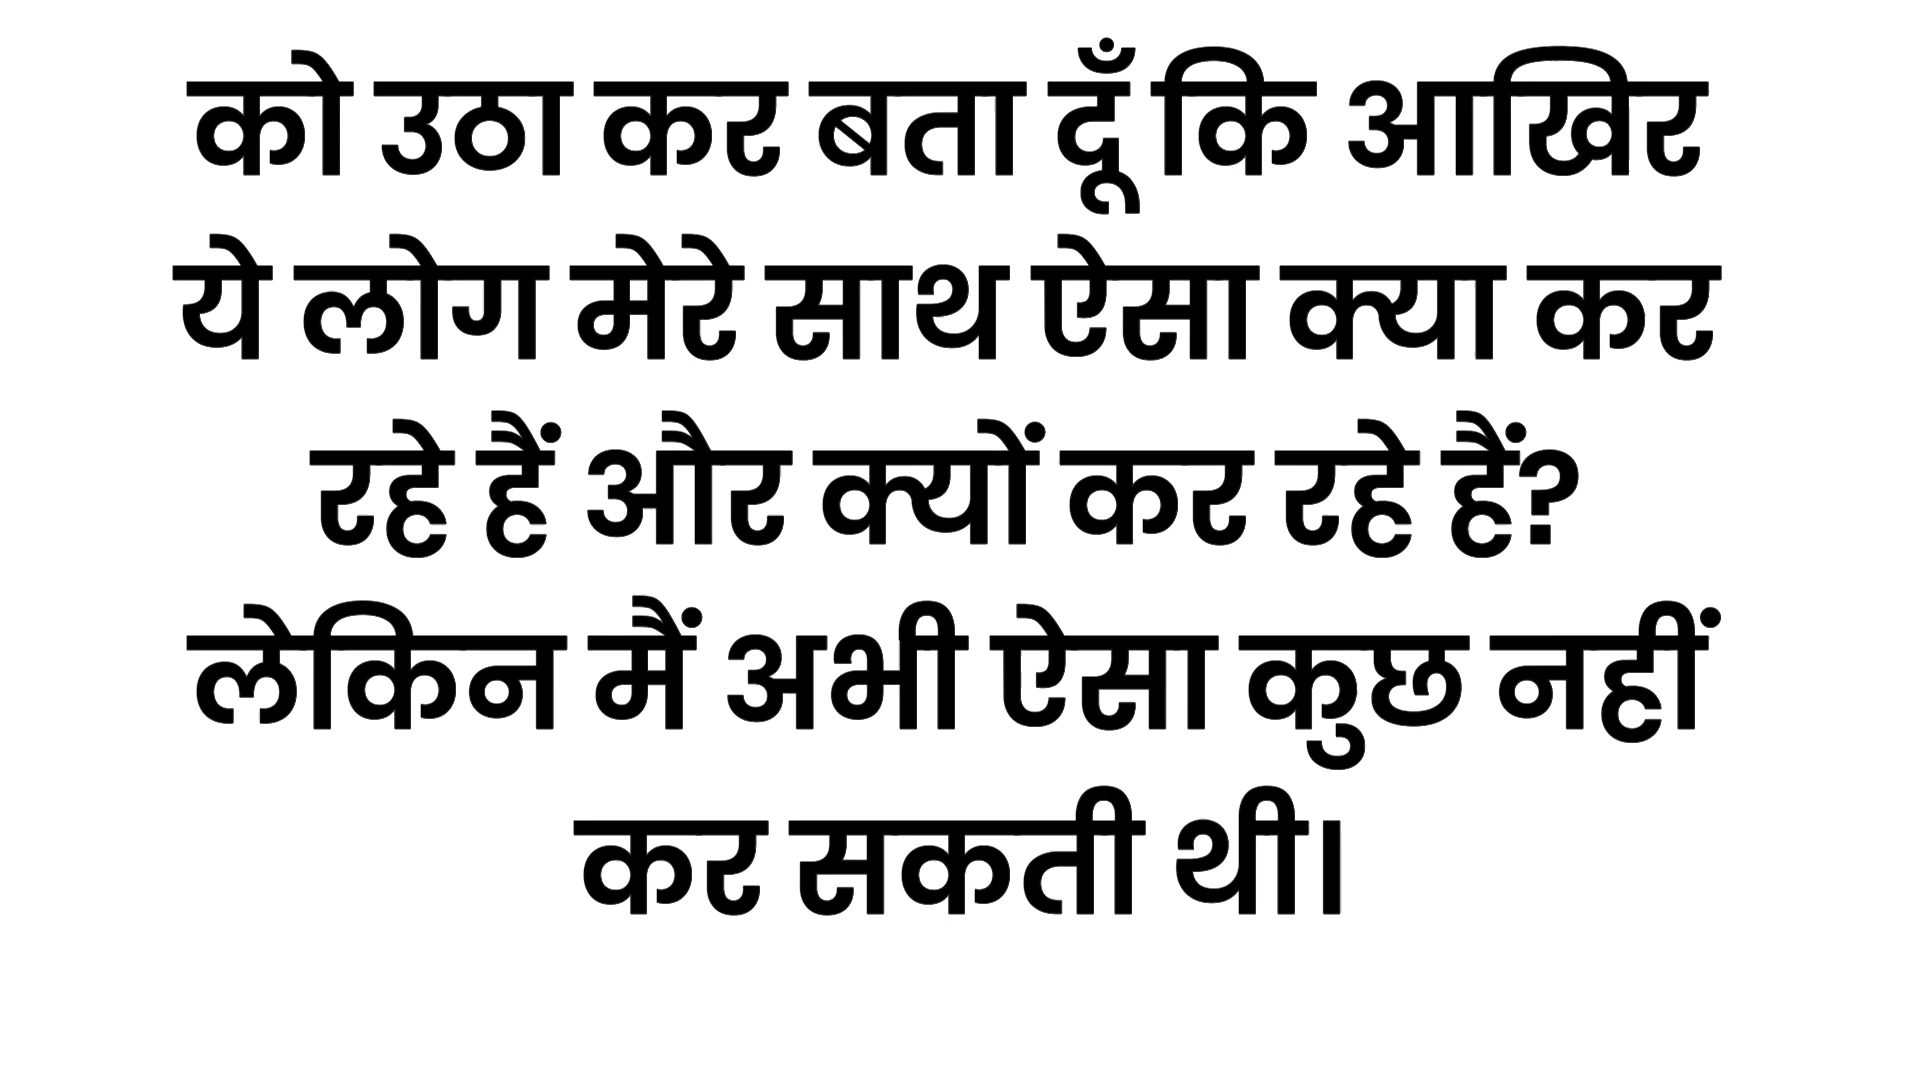 को उठा कर बता दूँ कि आखिर
ये लोग मेरे साथ ऐसा क्या कर
रहे हैं और क्यों कर रहे हैं?
लेकिन मैं अभी ऐसा कुछ नहीं
कर सकती थी।